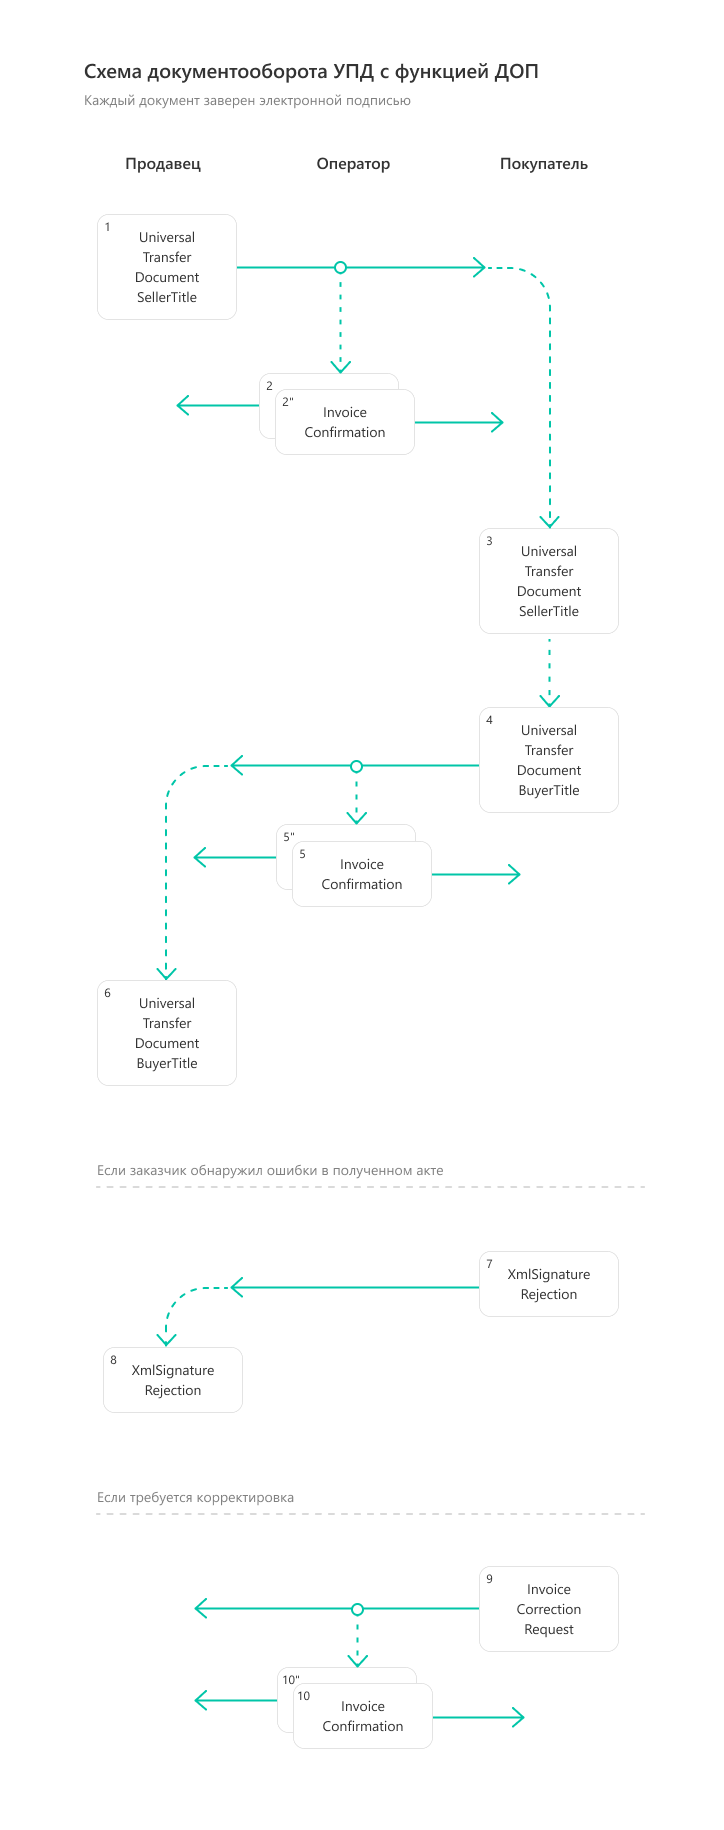 Схема документооборота УПД с функцией ДОП
Каждый документ заверен электронной подписью
Продавец
Оператор
Покупатель
1
Universal
Transfer
Document
SellerTitle
2
2"
Invoice
Confirmation
3
Universal
Transfer
Document
SellerTitle
4
Universal
Transfer
Document
BuyerTitle
5"
5
Invoice
Confirmation
6
Universal
Transfer
Document
BuyerTitle
Если заказчик обнаружил ошибки в полученном акте
7
XmlSignature
Rejection
8
XmlSignature
Rejection
Если требуется корректировка
9
Invoice
Correction
Request
10"
10
Invoice
Confirmation